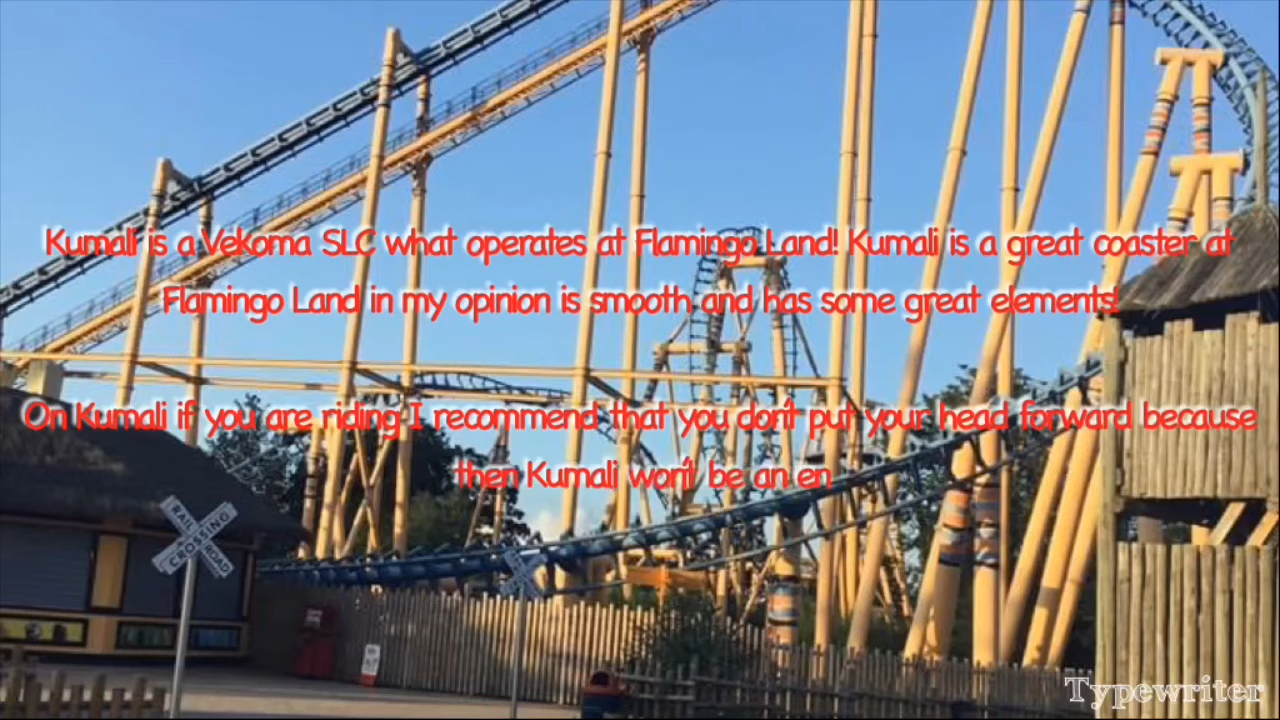 Kumali is a Vekoma SLC what operates at Flamingo Land! Kumali is a great coaster at
Flamingo Land in my opinion is smooth and has some great elements!
On Kumali if you are riding I recommend that you don't put your head forward because
then Kumali won't be an en
RAIL ROAD
CROSSING
Typewriter